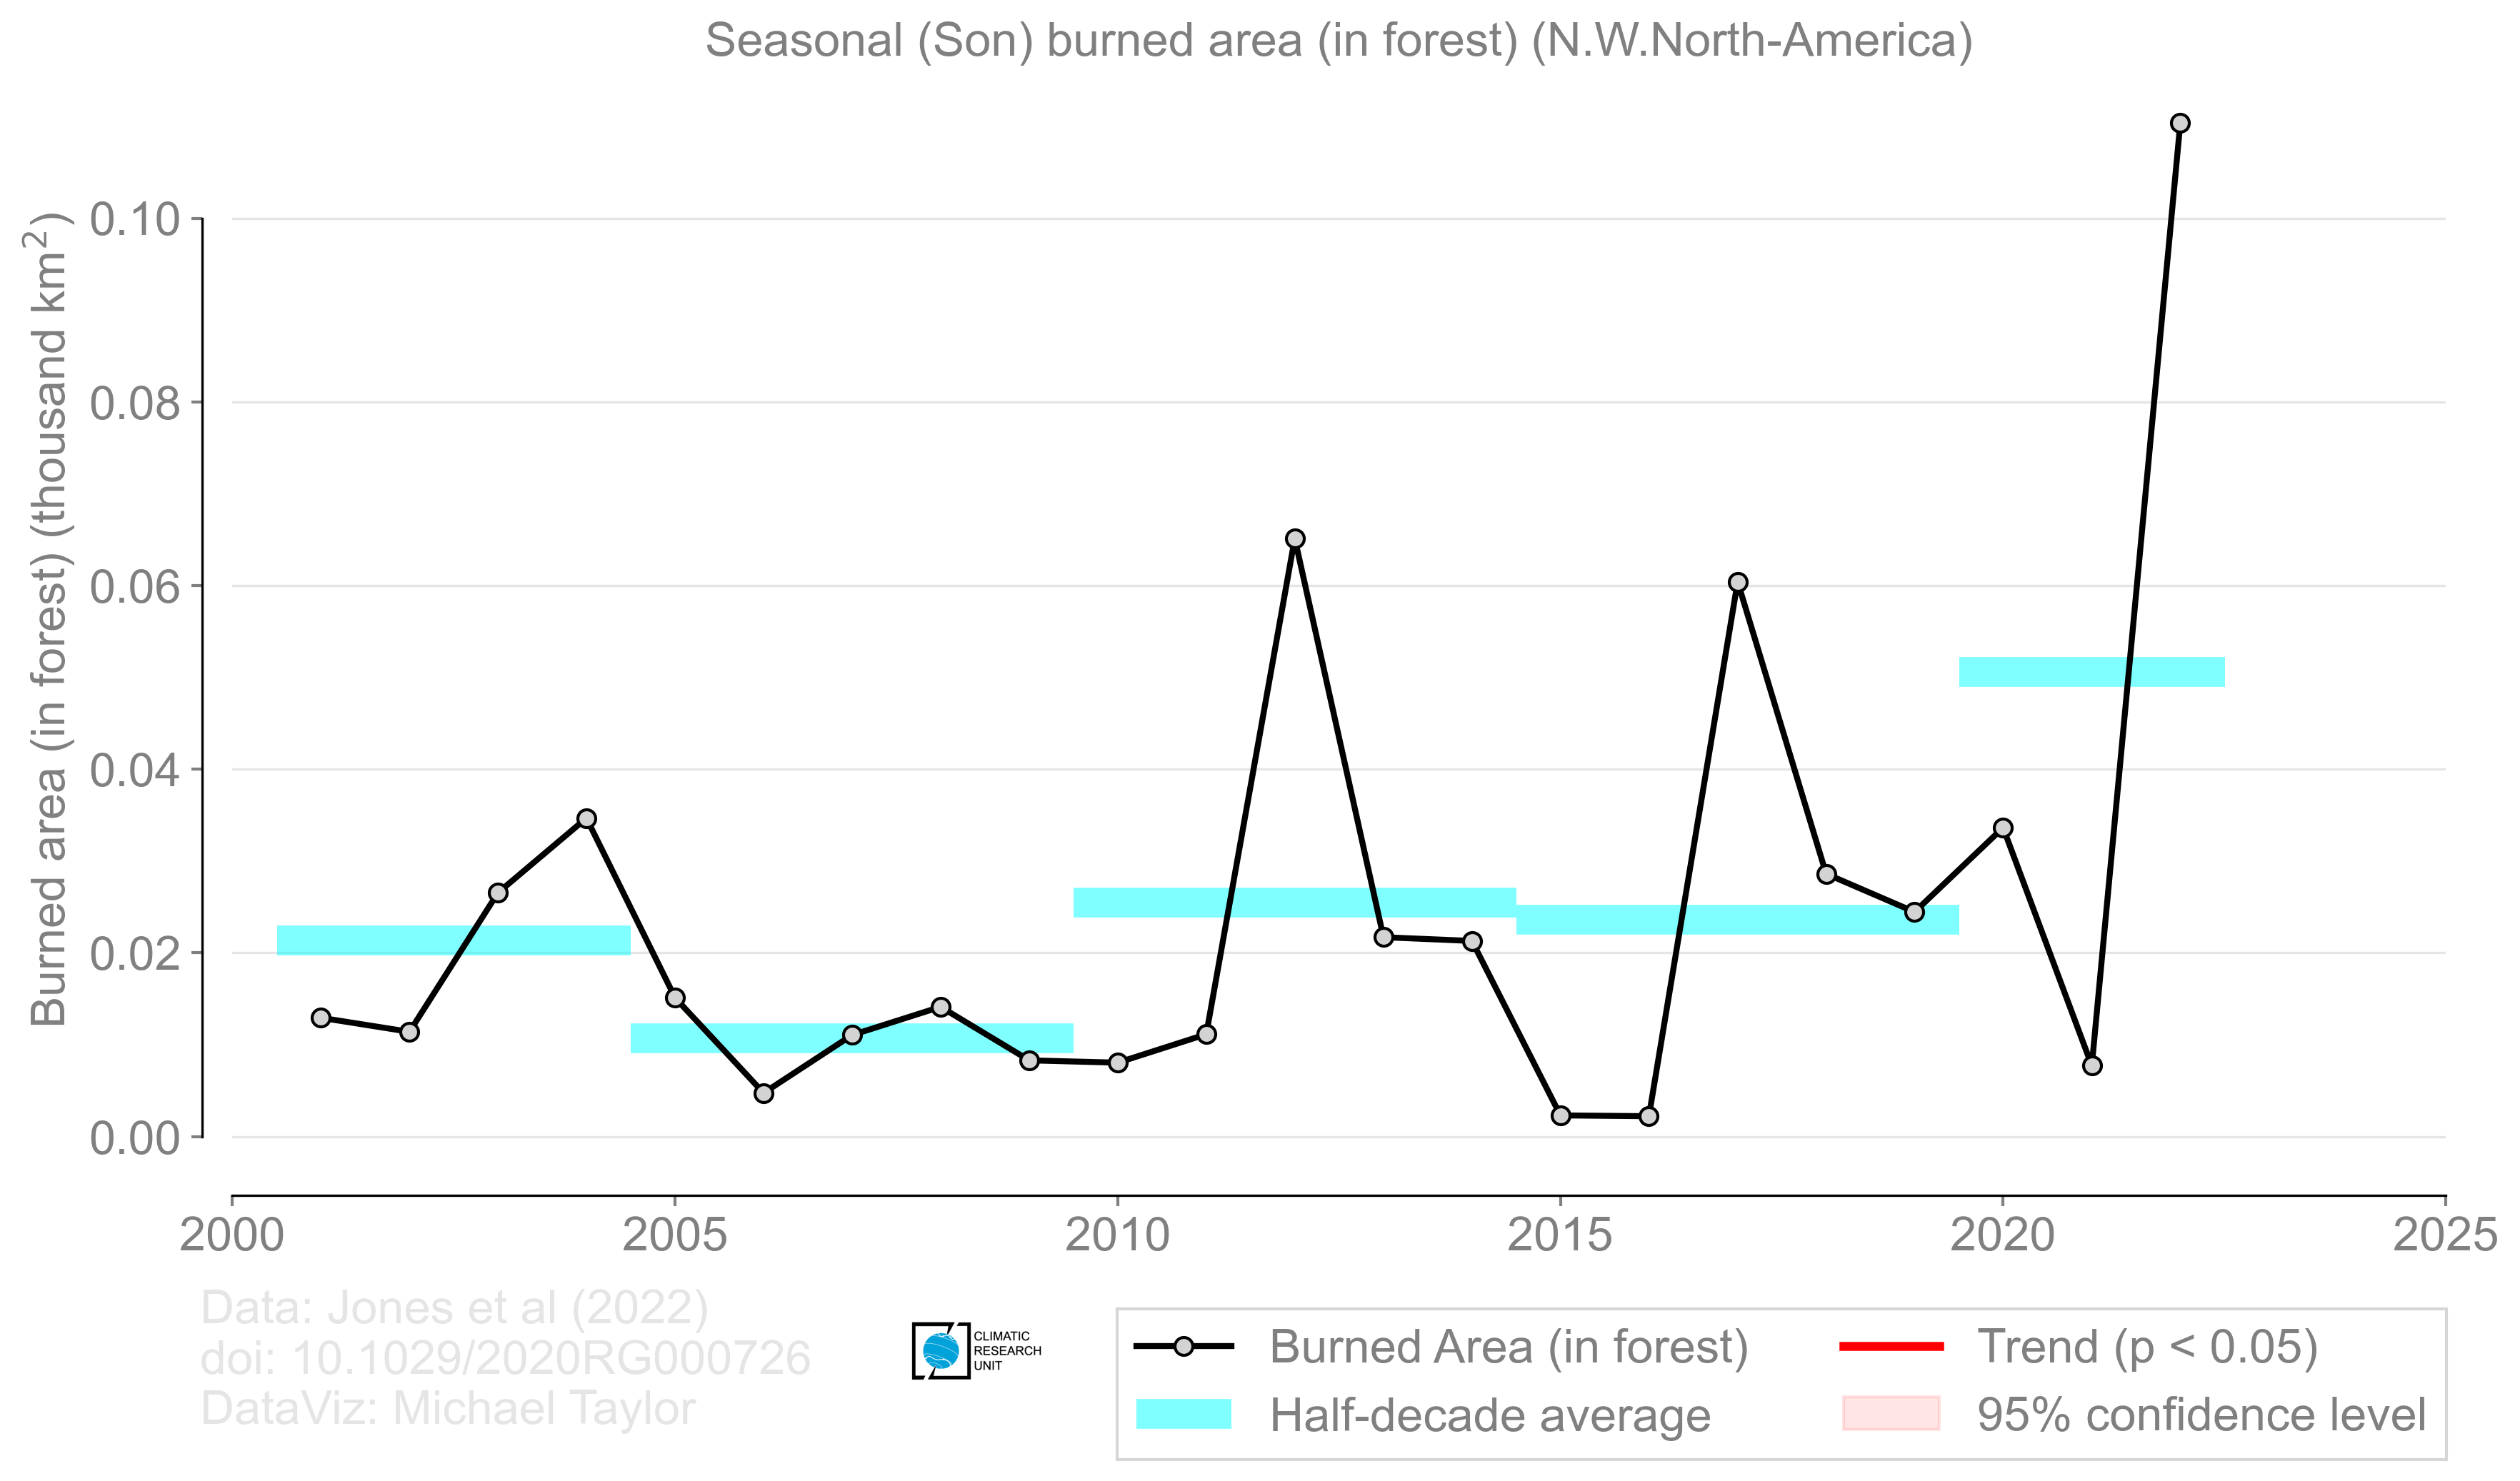 Seasonal (Son) burned area (in forest) (N.W.North-America)
Burned area (in forest) (thousand km²)
0.10
0.08
0.06
0.04
0.02
0.00
2000 2005 2010 2015 2020 2025
Data: Jones et al (2022)
doi: 10.1029/2020RG000726
DataViz: Michael Taylor
CLIMATIC
RESEARCH
UNIT
Burned Area (in forest)
Half-decade average
Trend (p < 0.05)
95% confidence level